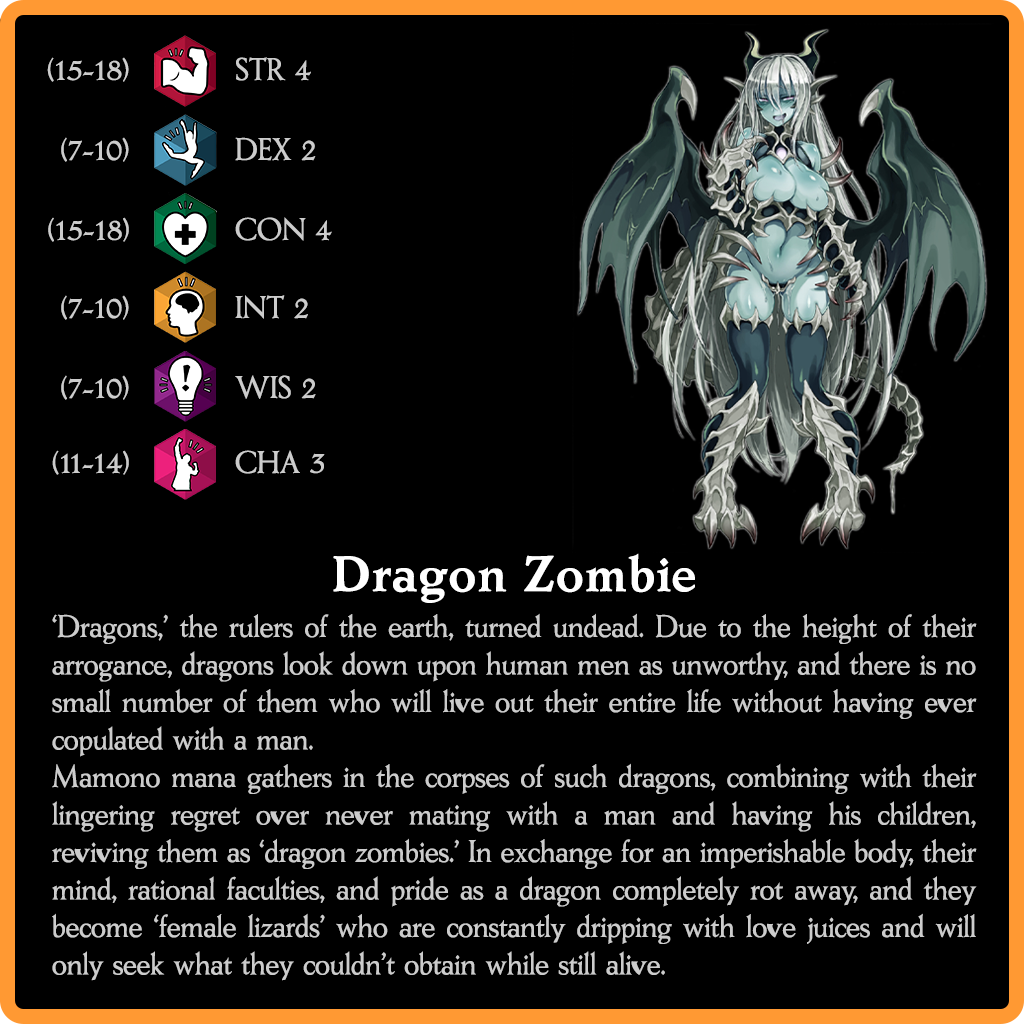 (15-18) STR 4
(7-10) DEX 2
(15-18) CON 4
(7-10) INT 2
(7-10) WIS 2
(11-14) CHA 3
Dragon Zombie
‘Dragons,’ the rulers of the earth, turned undead. Due to the height of their
arrogance, dragons look down upon human men as unworthy, and there is no
small number of them who will live out their entire life without having ever
copulated with a man.
Mamono mana gathers in the corpses of such dragons, combining with their
lingering regret over never mating with a man and having his children,
reviving them as ‘dragon zombies.’ In exchange for an imperishable body, their
mind, rational faculties, and pride as a dragon completely rot away, and they
become ‘female lizards’ who are constantly dripping with love juices and will
only seek what they couldn’t obtain while still alive.